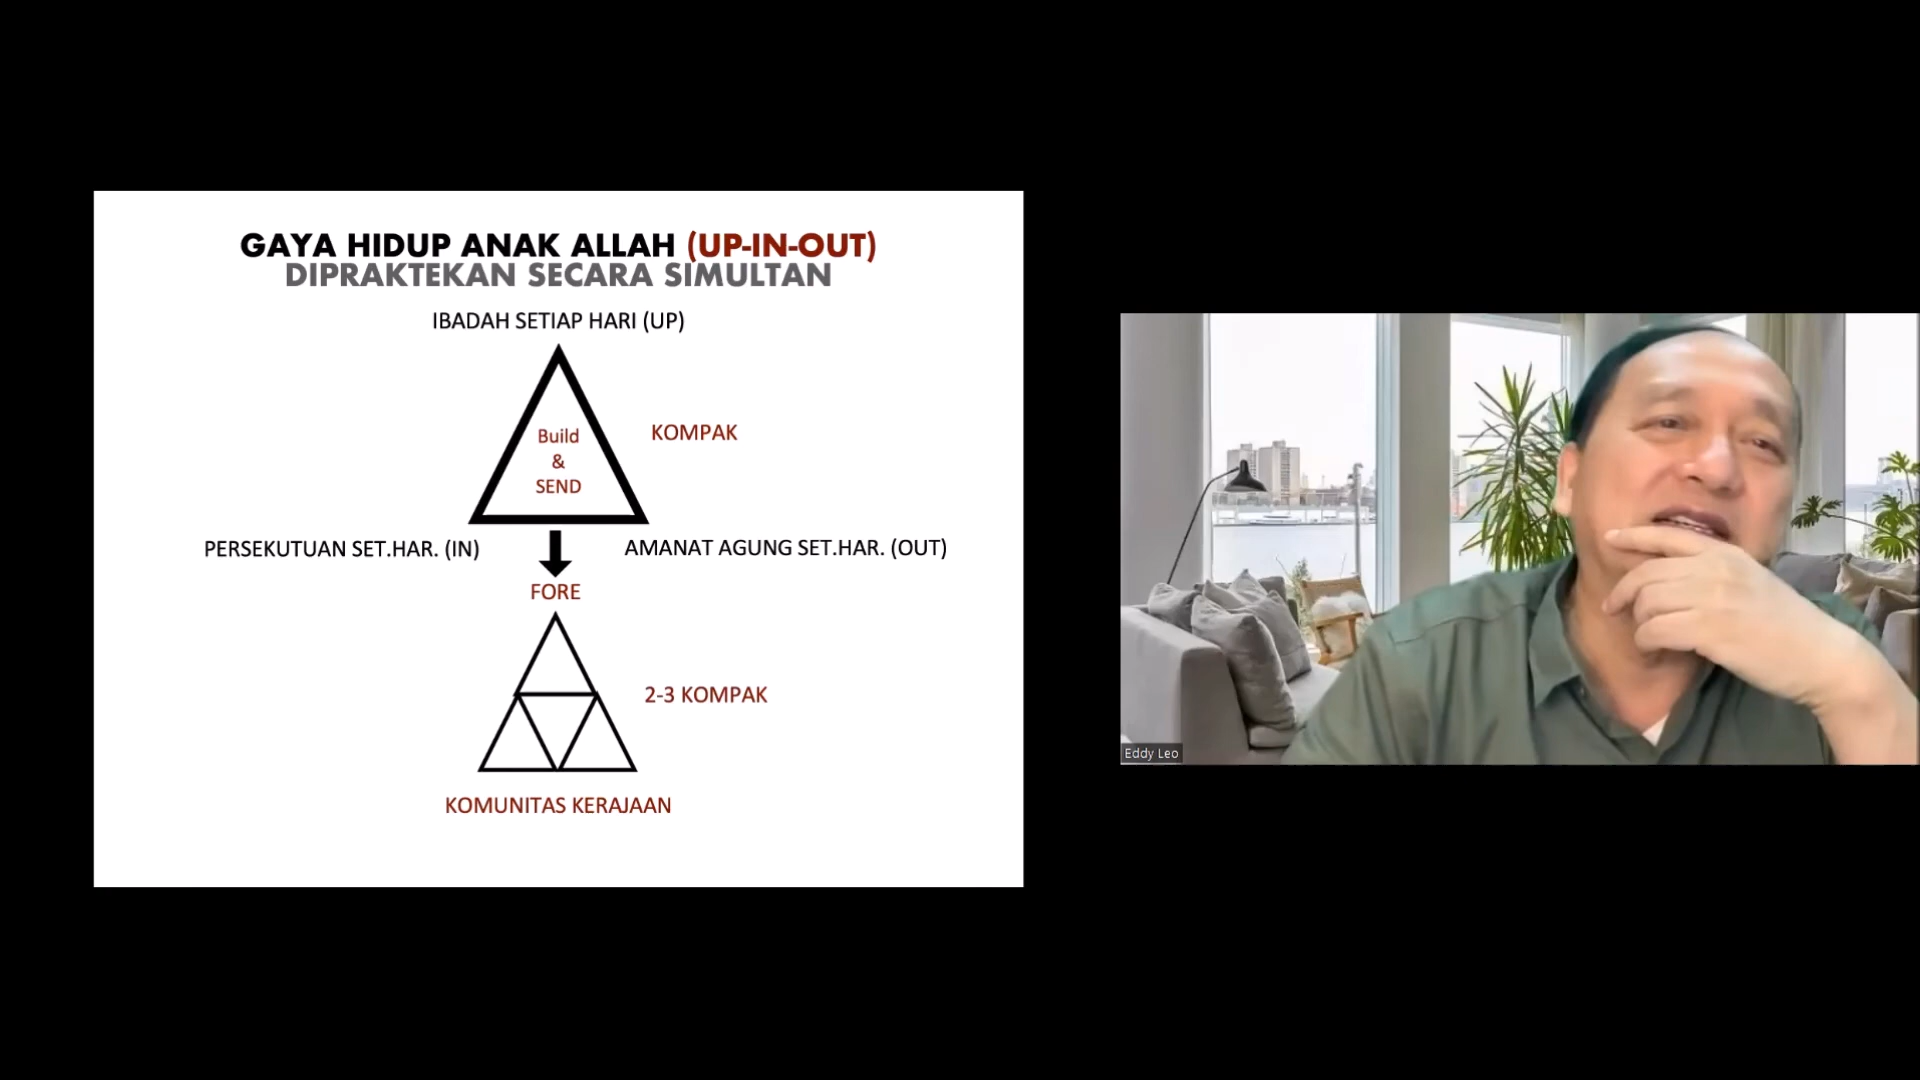 GAYA HIDUP ANAK ALLAH (UP-IN-OUT)
DIPRAKTEKAN SECARA SIMULTAN
IBADAH SETIAP HARI (UP)
Build
&
SEND
KOMPAK
PERSEKUTUAN SET.HAR. (IN)
AMANAT AGUNG SET.HAR. (OUT)
FORE
2-3 KOMPAK
KOMUNITAS KERAJAAN
Eddy Leo